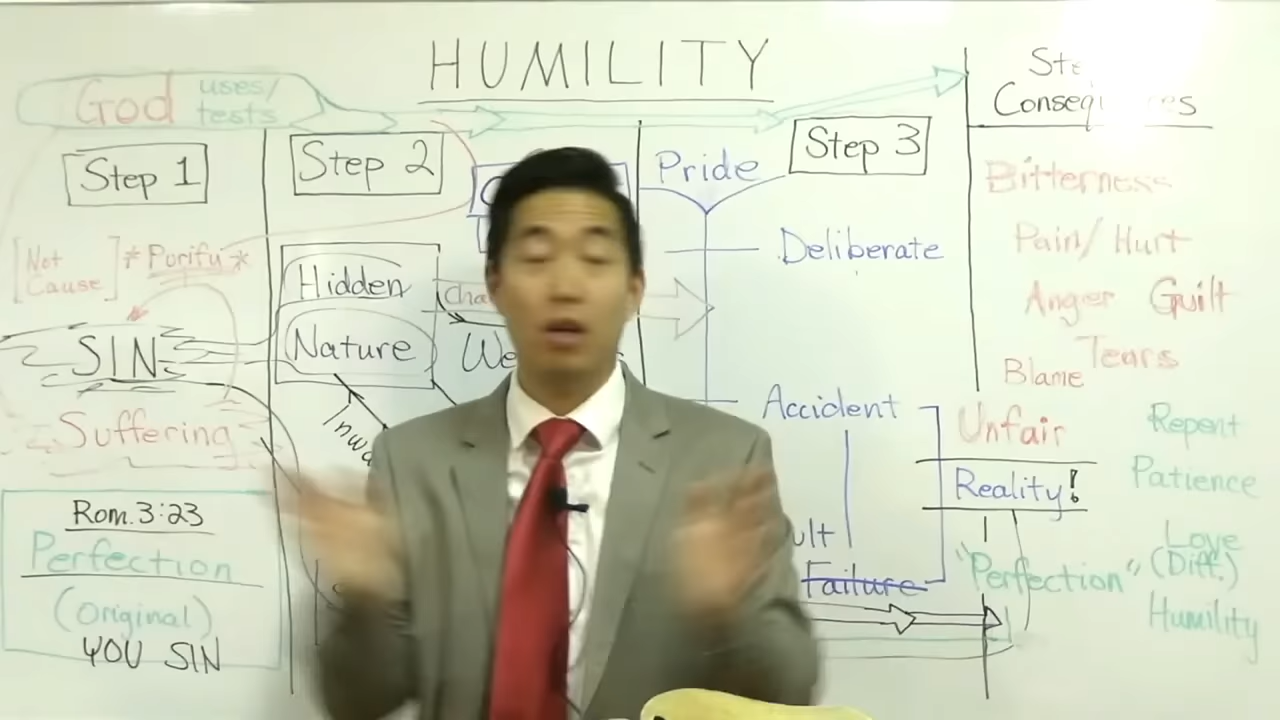 HUMILITY
God uses/
tests
Step 1
[Not
Cause] *Purify*
SIN
Suffering
Rom. 3:23
Perfection
(Original)
YOU SIN
Step 2
Hidden
Nature
Pride
Step 3
Deliberate
Accident
Failure
Bitterness
Pain/Hurt
Anger Guilt
Tears
Blame
Unfair
Reality!
"Perfection"
Repent
Patience
Love
(Diff.)
Humility